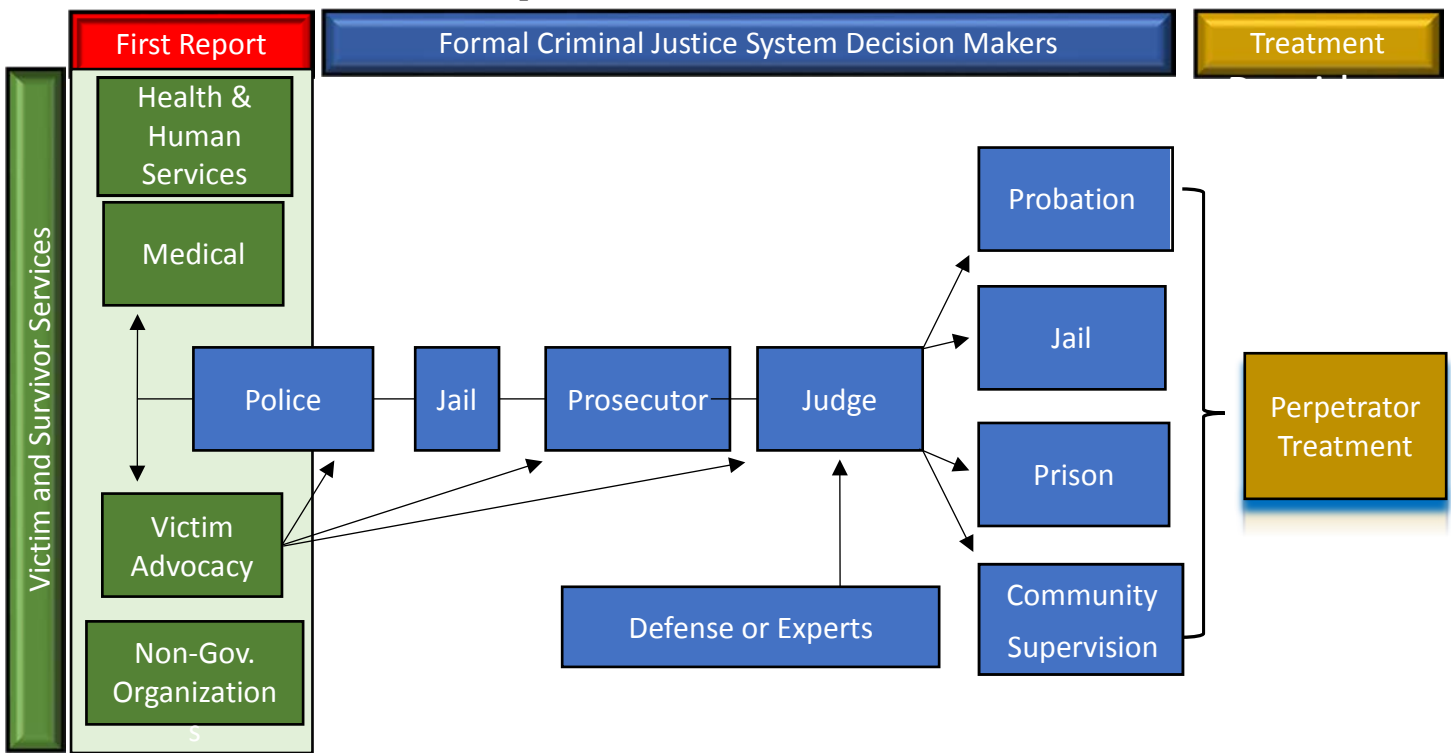 First Report
Formal Criminal Justice System Decision Makers
Treatment
Victim and Survivor Services
Health &
Human
Services
Medical
Police
Jail
Prosecutor
Judge
Victim
Advocacy
Non-Gov.
Organization
s
Defense or Experts
Probation
Jail
Prison
Community
Supervision
Perpetrator
Treatment